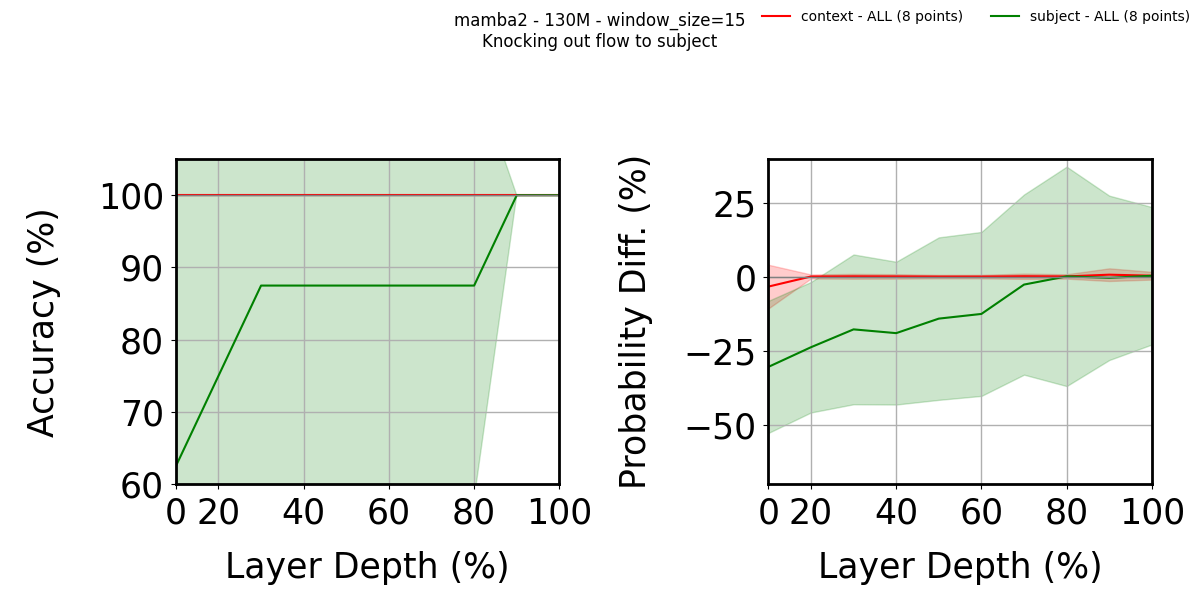 mamba2 - 130M - window_size=15
Knocking out flow to subject
context - ALL (8 points)
subject - ALL (8 points)
Accuracy (%)
100
90
80
70
60
0 20 40 60 80 100
Layer Depth (%)
Probability Diff. (%)
25
0
−25
−50
0 20 40 60 80 100
Layer Depth (%)